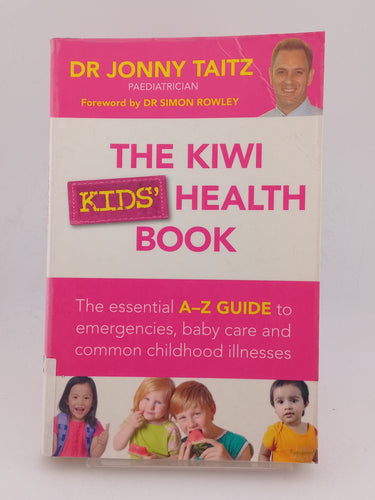 DR JONNY TAITZ
PAEDIATRICIAN
Foreword by DR SIMON ROWLEY
THE KIWI
KIDS' HEALTH
BOOK
The essential A–Z GUIDE to
emergencies, baby care and
common childhood illnesses